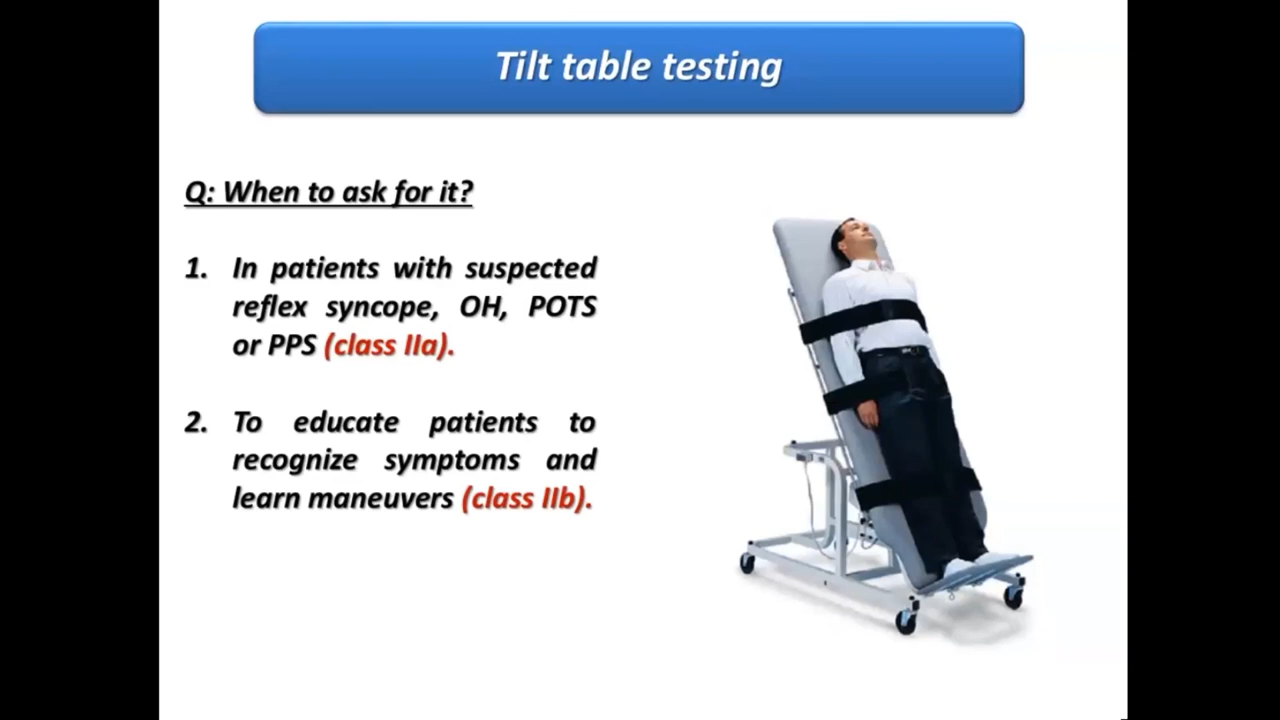 Tilt table testing
Q: When to ask for it?
1. In patients with suspected
reflex syncope, OH, POTS
or PPS (class IIa).
2. To educate patients to
recognize symptoms and
learn maneuvers (class IIb).